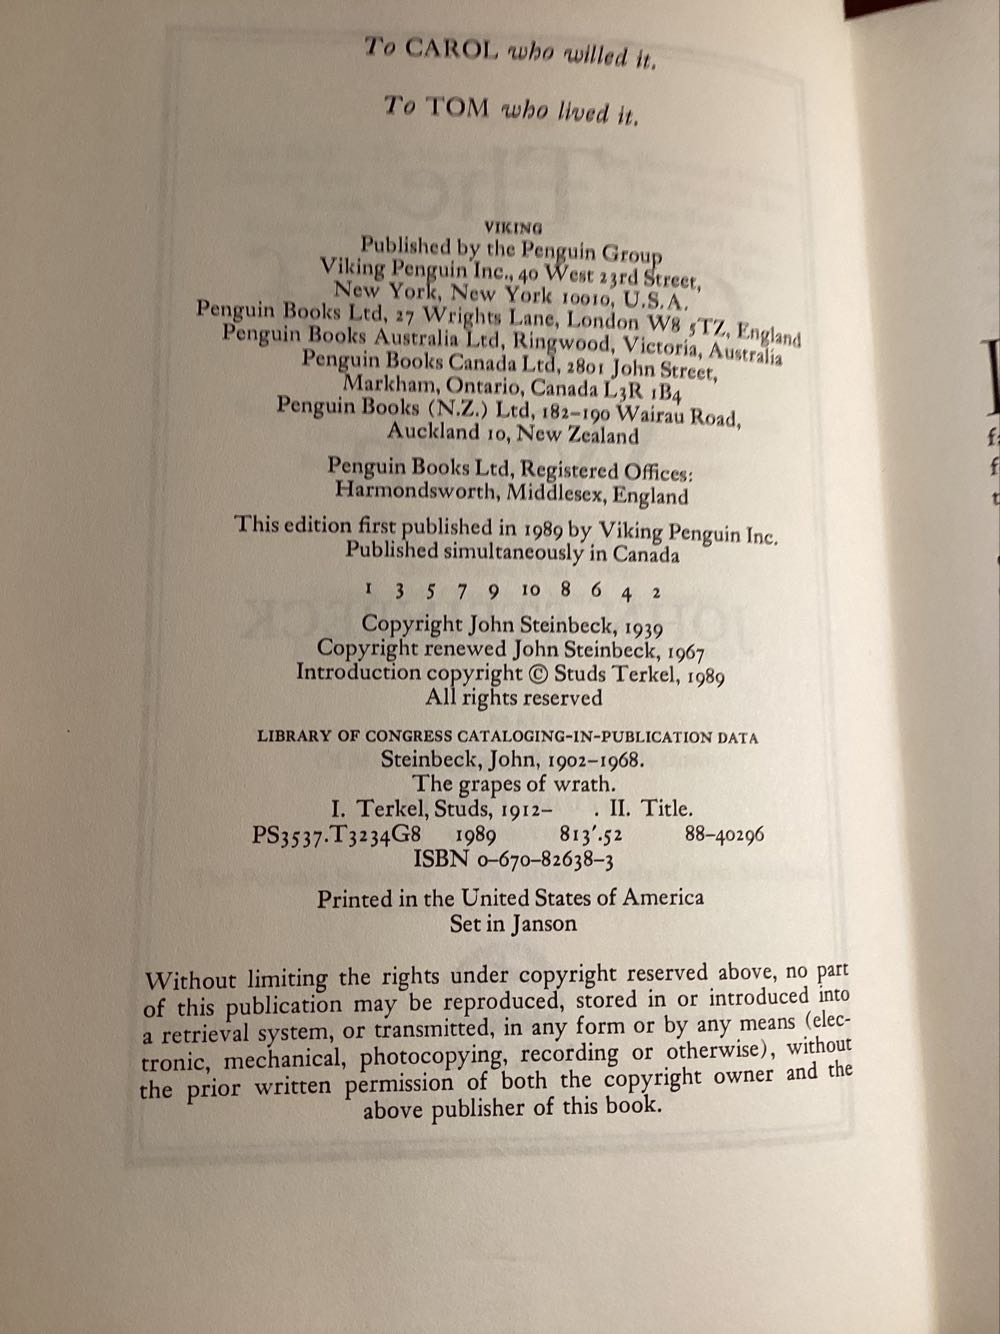 To CAROL who willed it.
To TOM who lived it.
VIKING
Published by the Penguin Group
Viking Penguin Inc., 40 West 23rd Street,
New York, New York 10010, U.S.A.
Penguin Books Ltd, 27 Wrights Lane, London W8 5TZ, England
Penguin Books Australia Ltd, Ringwood, Victoria, Australia
Penguin Books Canada Ltd, 2801 John Street,
Markham, Ontario, Canada L3R 1B4
Penguin Books (N.Z.) Ltd, 182–190 Wairau Road,
Auckland 10, New Zealand
Penguin Books Ltd, Registered Offices:
Harmondsworth, Middlesex, England
This edition first published in 1989 by Viking Penguin Inc.
Published simultaneously in Canada
1 3 5 7 9 10 8 6 4 2
Copyright John Steinbeck, 1939
Copyright renewed John Steinbeck, 1967
Introduction copyright © Studs Terkel, 1989
All rights reserved
LIBRARY OF CONGRESS CATALOGING-IN-PUBLICATION DATA
Steinbeck, John, 1902–1968.
The grapes of wrath.
I. Terkel, Studs, 1912– . II. Title.
PS3537.T3234G8 1989 813'.52 88–40296
ISBN 0–670–82638–3
Printed in the United States of America
Set in Janson
Without limiting the rights under copyright reserved above, no part
of this publication may be reproduced, stored in or introduced into
a retrieval system, or transmitted, in any form or by any means (elec-
tronic, mechanical, photocopying, recording or otherwise), without
the prior written permission of both the copyright owner and the
above publisher of this book.